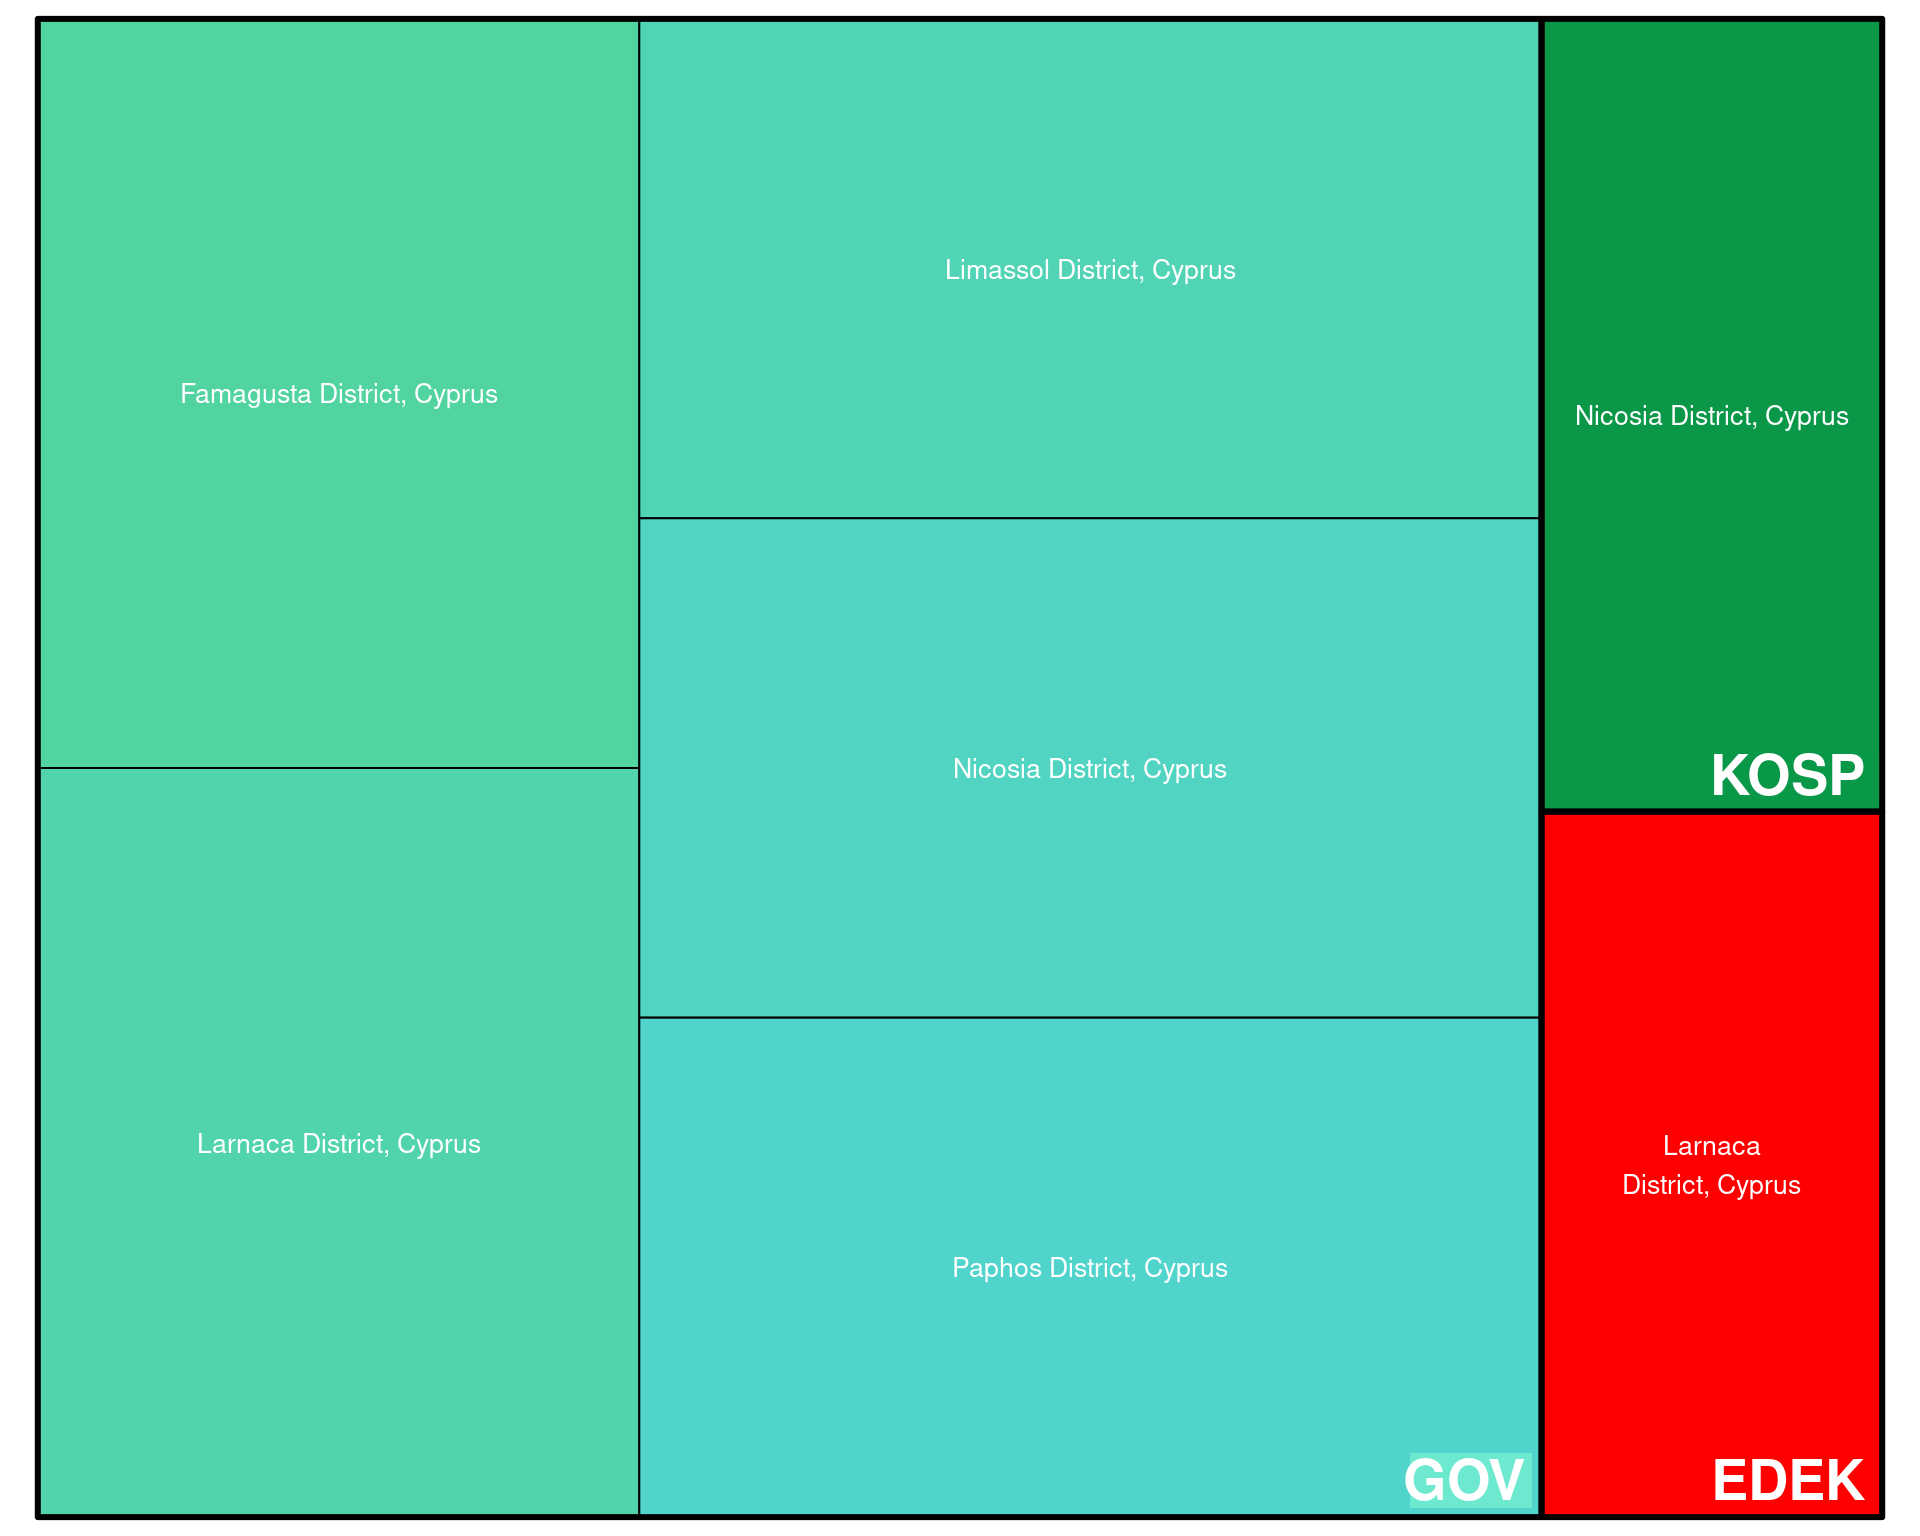 Famagusta District, Cyprus
Larnaca District, Cyprus
Limassol District, Cyprus
Nicosia District, Cyprus
Paphos District, Cyprus
GOV
Nicosia District, Cyprus
KOSP
Larnaca
District, Cyprus
EDEK